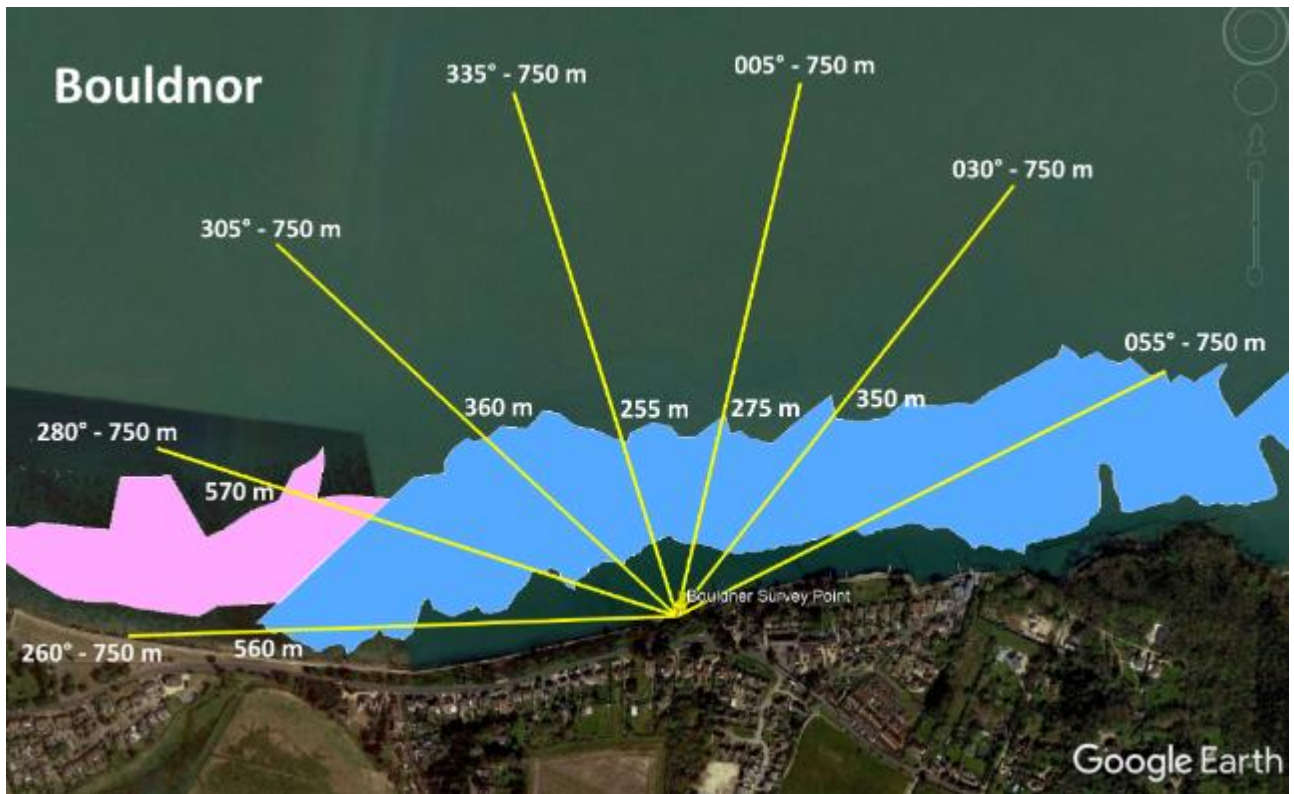 Bouldnor
335° - 750 m
005° - 750 m
030° - 750 m
305° - 750 m
055° - 750 m
360 m
255 m
275 m
350 m
280° - 750 m
570 m
Bouldner Survey Point
260° - 750 m
560 m
Google Earth